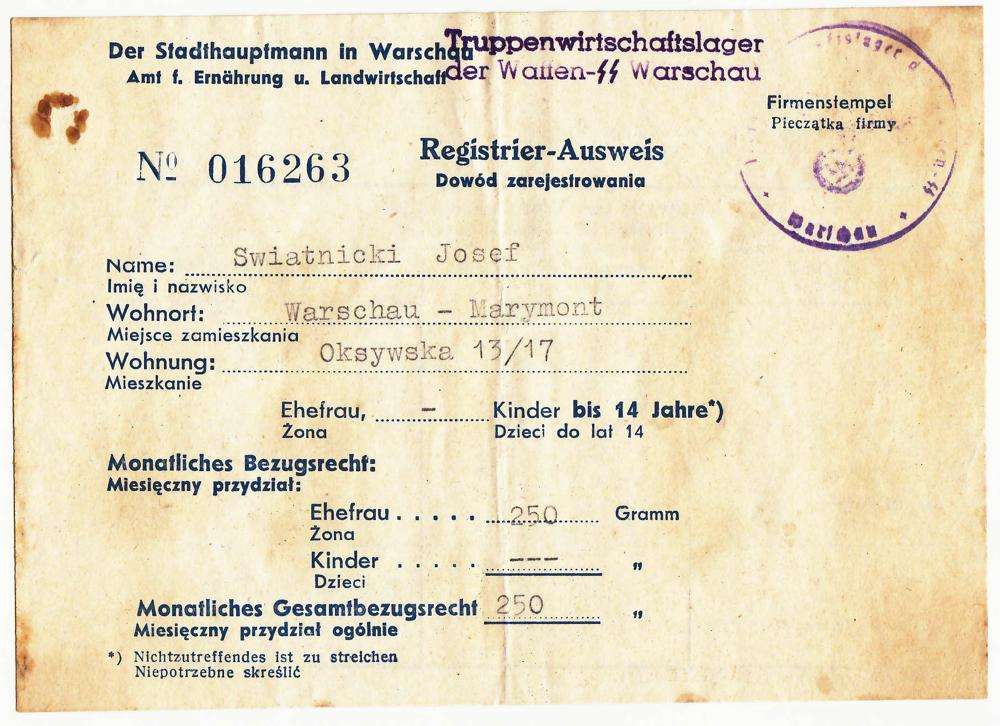 Der Stadthauptmann in Warschau
Amt f. Ernährung u. Landwirtschaft
Truppenwirtschaftslager
der Waffen-SS Warschau
Firmenstempel
Pieczątka firmy
Warschau
№ 016263
Registrier-Ausweis
Dowód zarejestrowania
Name: Swiatnicki Josef
Imię i nazwisko
Wohnort: Warschau - Marymont
Miejsce zamieszkania
Wohnung: Oksywska 13/17
Mieszkanie
Ehefrau, - Kinder bis 14 Jahre*)
Żona Dzieci do lat 14
Monatliches Bezugsrecht:
Miesięczny przydział:
Ehefrau . . . . . 250 Gramm
Żona
Kinder . . . . . --- "
Dzieci
Monatliches Gesamtbezugsrecht 250 "
Miesięczny przydział ogólnie
*) Nichtzutreffendes ist zu streichen
Niepotrzebne skreślić